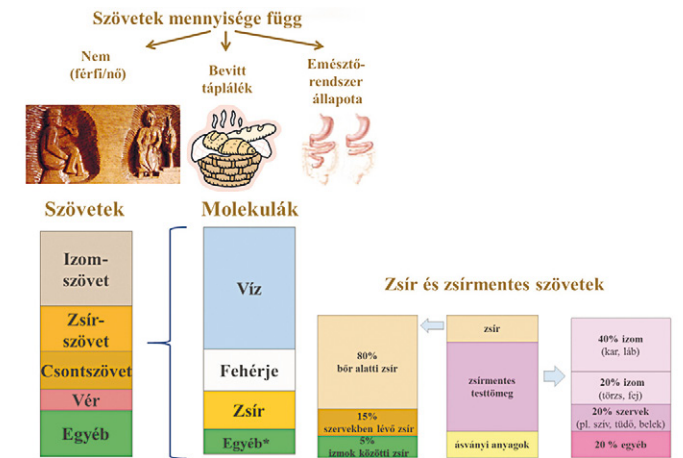 Szövetek mennyisége függ
Nem
(férfi/nő)
Bevitt
táplálék
Emésztő-
rendszer
állapota
Szövetek
Izom-
szövet
Zsír-
szövet
Csontszövet
Vér
Egyéb
Molekulák
Víz
Fehérje
Zsír
Egyéb*
Zsír és zsírmentes szövetek
80%
bőr alatti zsír
15%
szervekben lévő zsír
5%
izmok közötti zsír
zsír
zsírmentes
testtömeg
ásványi anyagok
40% izom
(kar, láb)
20% izom
(törzs, fej)
20% szervek
(pl. szív, tüdő, belek)
20 % egyéb